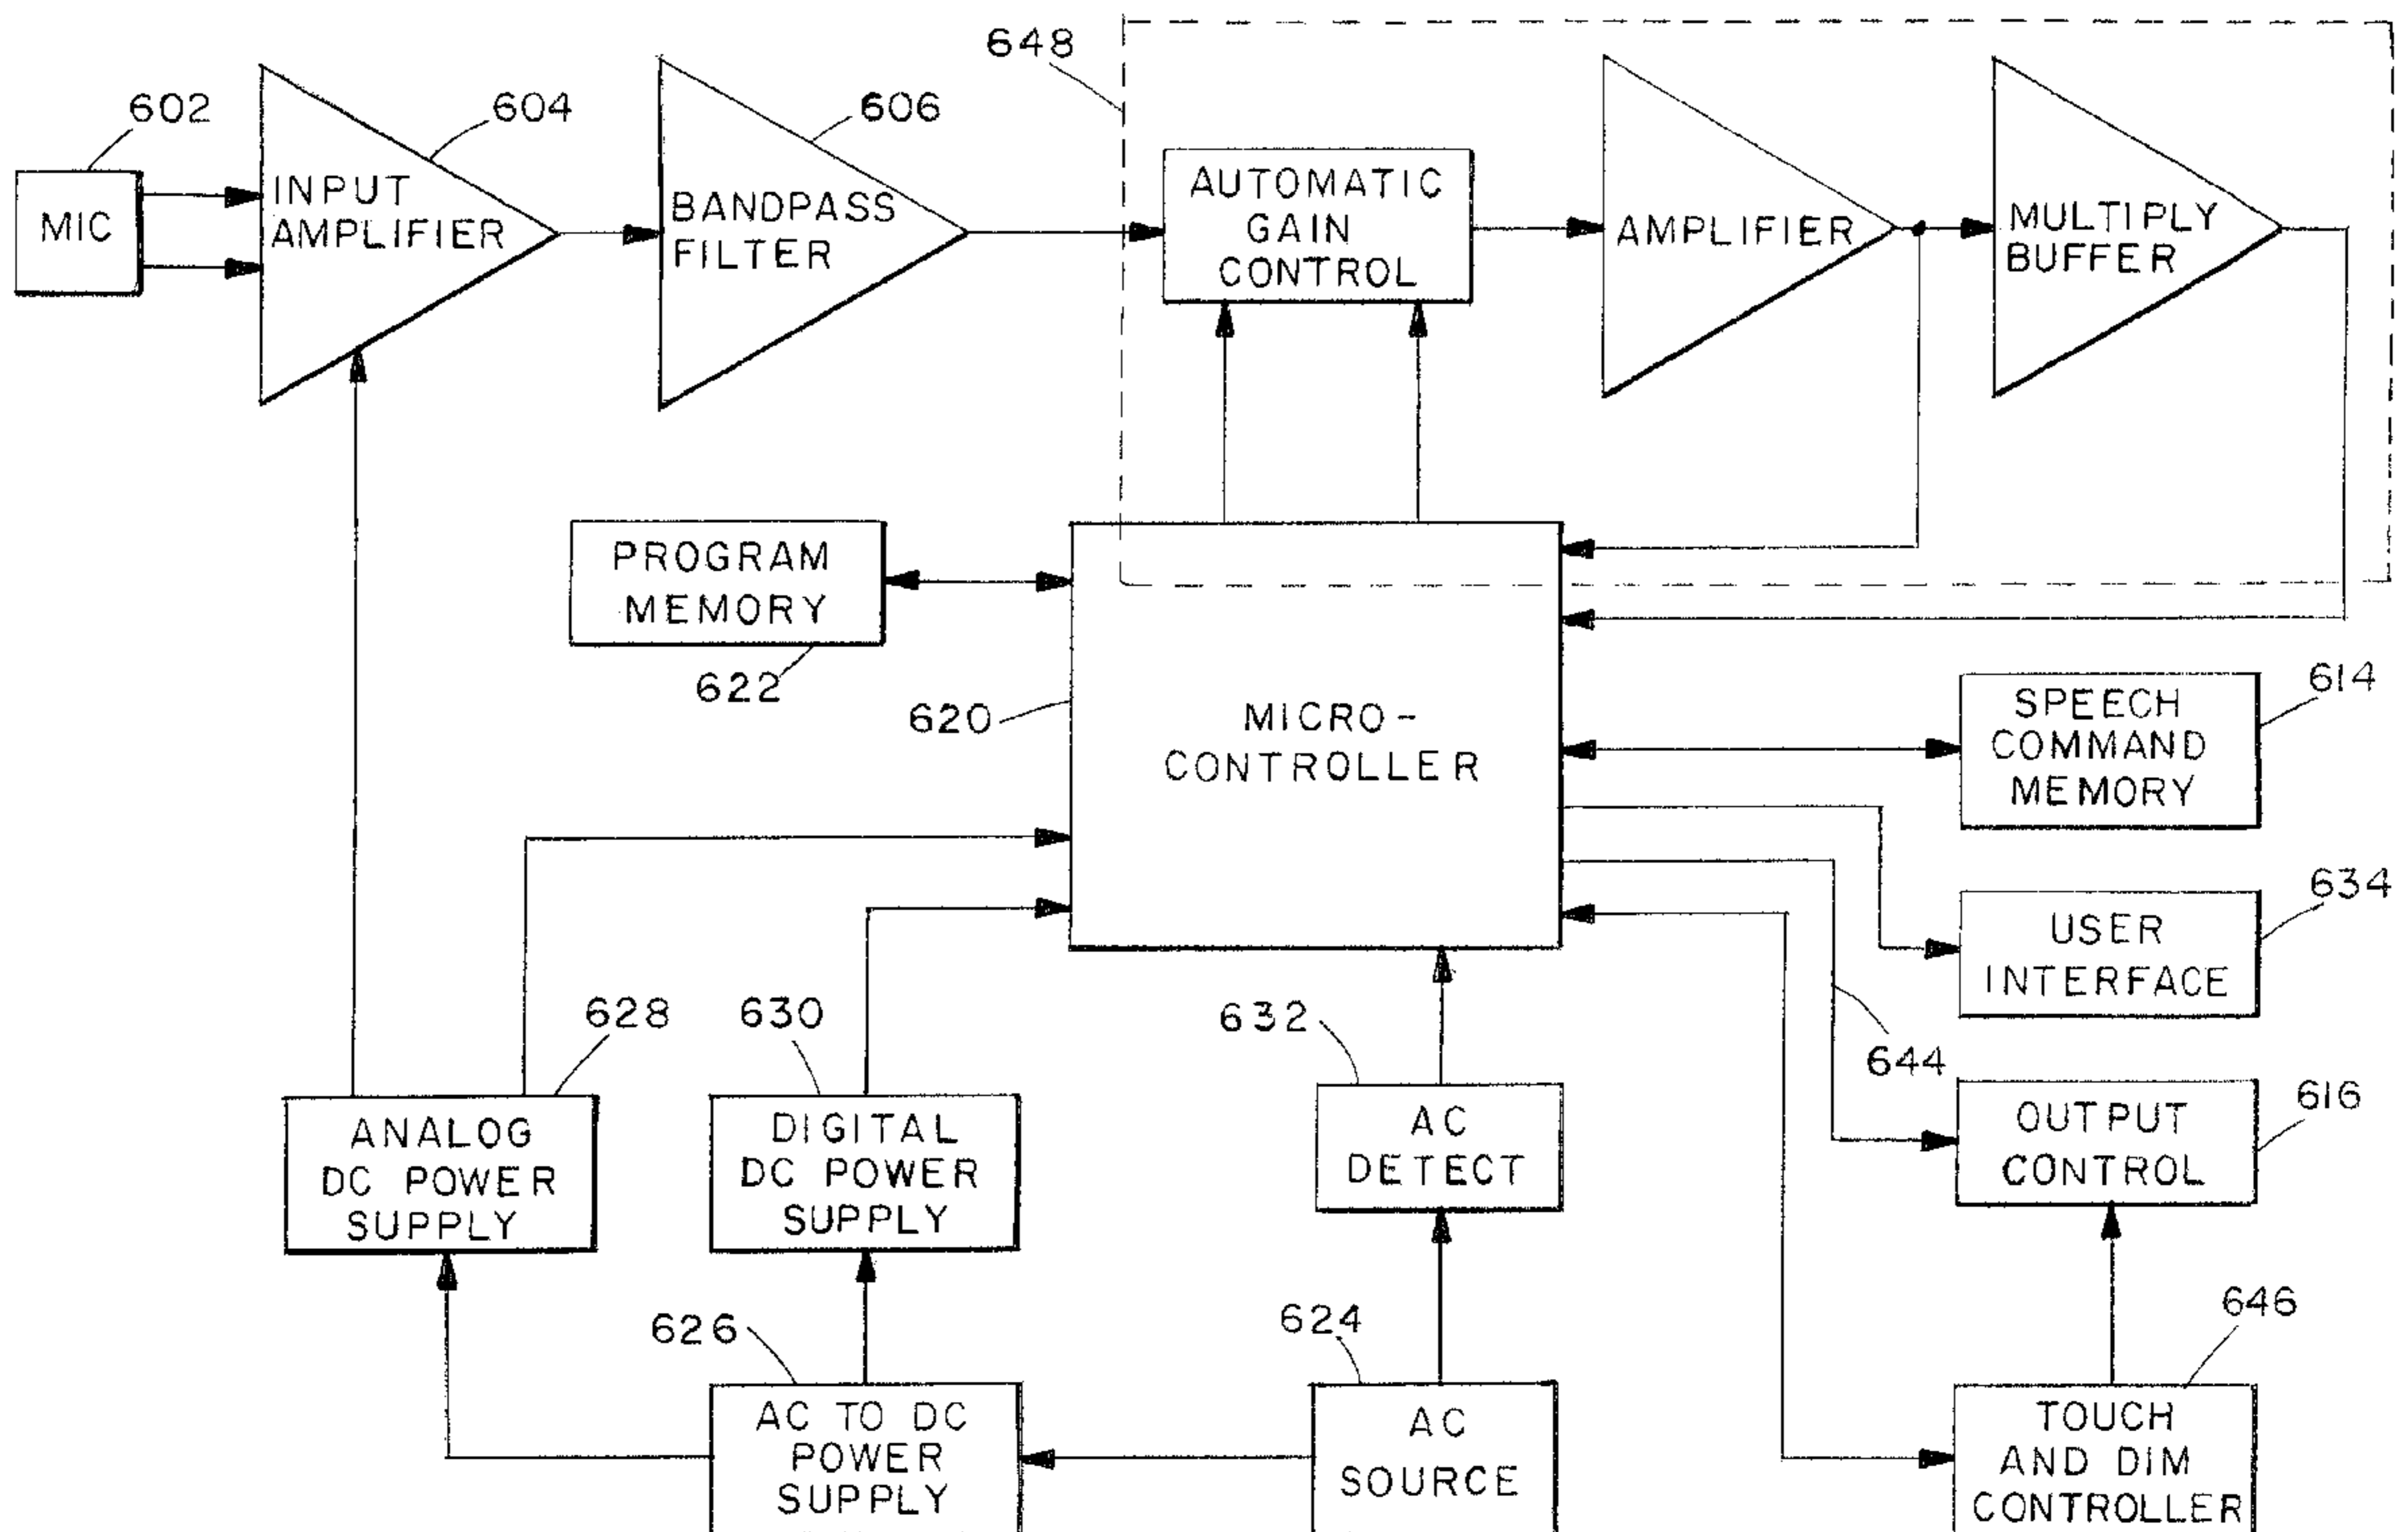 648
602
604
606
MIC
INPUT
AMPLIFIER
BANDPASS
FILTER
AUTOMATIC
GAIN
CONTROL
AMPLIFIER
MULTIPLY
BUFFER
PROGRAM
MEMORY
622
620
MICRO-
CONTROLLER
614
SPEECH
COMMAND
MEMORY
634
USER
INTERFACE
628
630
632
644
616
ANALOG
DC POWER
SUPPLY
DIGITAL
DC POWER
SUPPLY
AC
DETECT
OUTPUT
CONTROL
626
624
646
AC TO DC
POWER
SUPPLY
AC
SOURCE
TOUCH
AND DIM
CONTROLLER